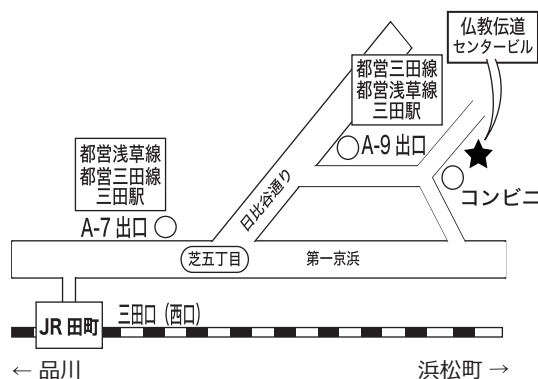 仏教伝道
センタービル
都営三田線
都営浅草線
三田駅
A-9 出口
都営浅草線
都営三田線
三田駅
A-7 出口
日比谷通り
コンビニ
芝五丁目
第一京浜
三田口（西口）
JR 田町
← 品川
浜松町 →